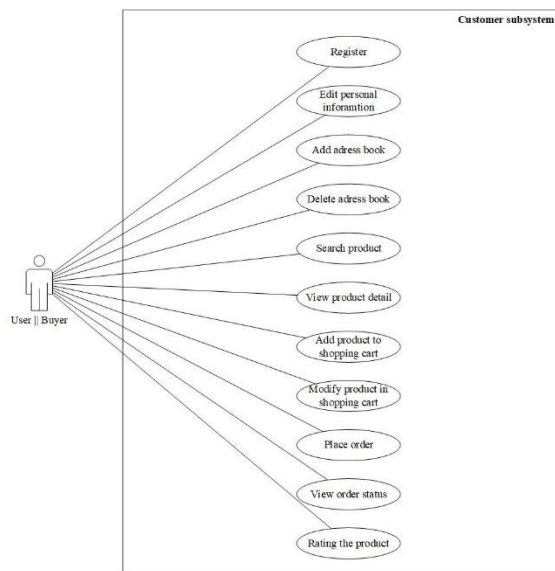 Customer subsystem
Register
Edit personal
inforamtion
Add adress book
Delete adress book
Search product
View product detail
User || Buyer
Add product to
shopping cart
Modify product in
shopping cart
Place order
View order status
Rating the product